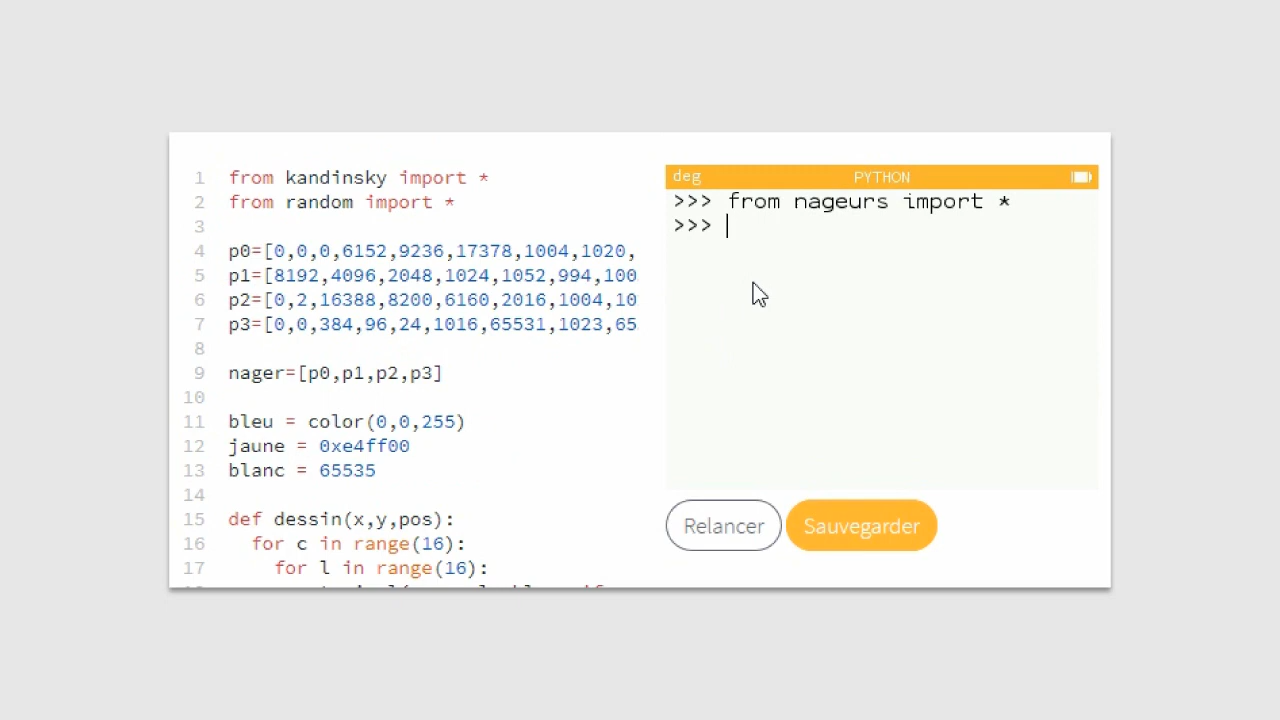 1 from kandinsky import *
2 from random import *
3
4 p0=[0,0,0,6152,9236,17378,1004,1020,
5 p1=[8192,4096,2048,1024,1052,994,100
6 p2=[0,2,16388,8200,6160,2016,1004,10
7 p3=[0,0,384,96,24,1016,65531,1023,65
8
9 nager=[p0,p1,p2,p3]
10
11 bleu = color(0,0,255)
12 jaune = 0xe4ff00
13 blanc = 65535
14
15 def dessin(x,y,pos):
16 for c in range(16):
17 for l in range(16):
deg PYTHON
>>> from nageurs import *
>>>
Relancer Sauvegarder